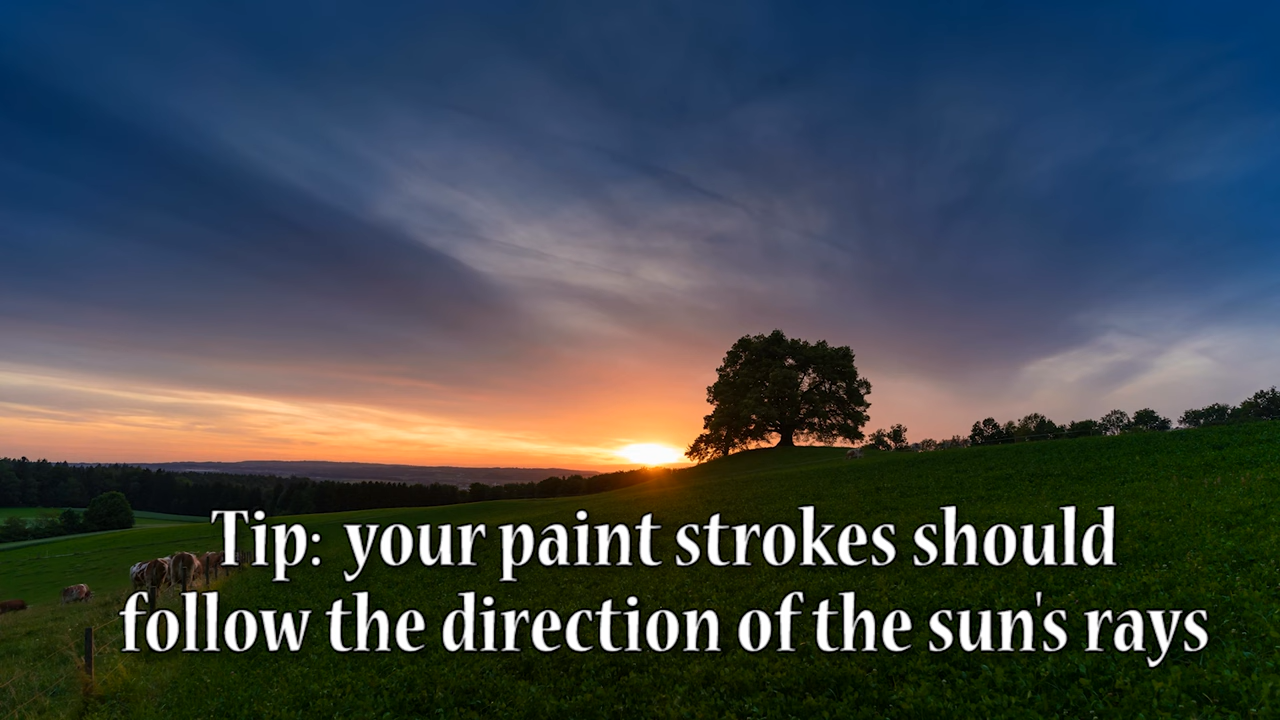 Tip: your paint strokes should
follow the direction of the sun's rays